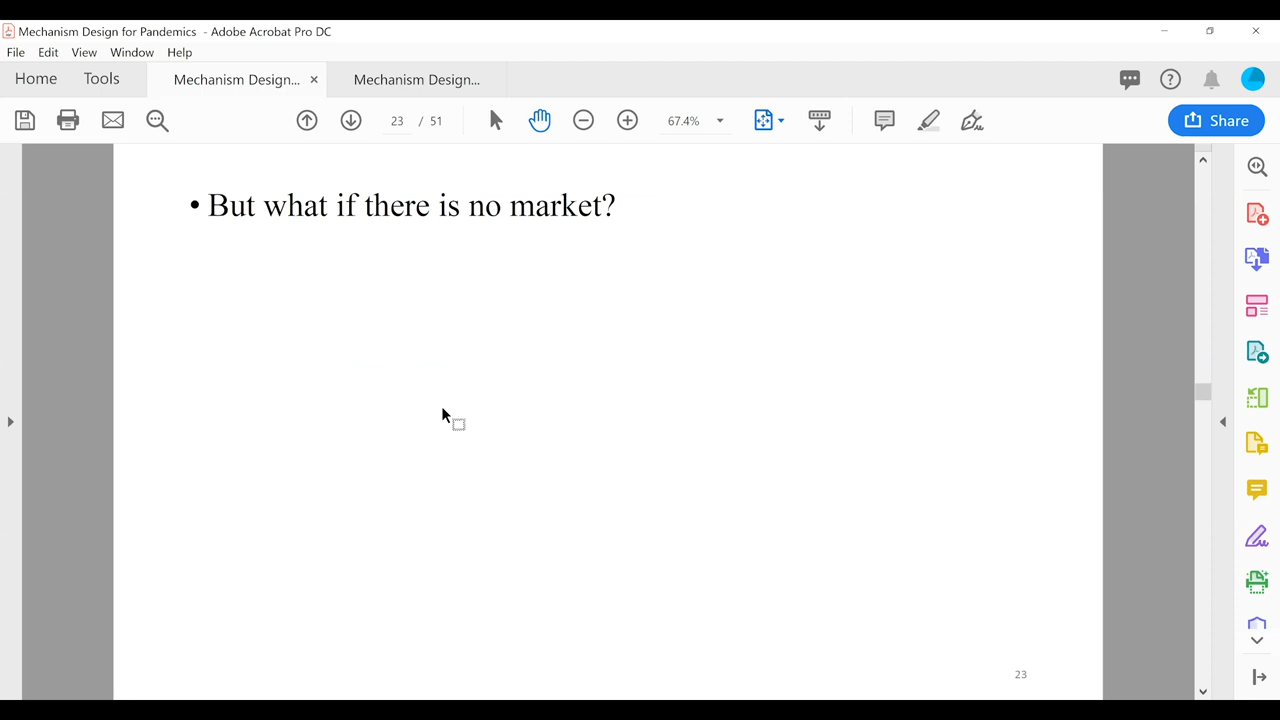 Mechanism Design for Pandemics - Adobe Acrobat Pro DC
File Edit View Window Help
Home Tools Mechanism Design... × Mechanism Design...
23 / 51 67.4% Share
• But what if there is no market?
23